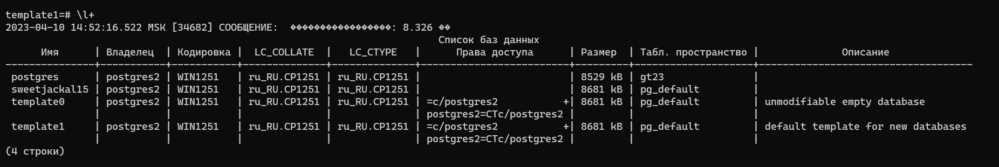 template1=# \l+
2023-04-10 14:52:16.522 MSK [34682] СООБЩЕНИЕ:  �����������������: 8.326 ��
Список баз данных
Имя | Владелец | Кодировка | LC_COLLATE | LC_CTYPE | Права доступа | Размер | Табл. пространство | Описание
---------------+-----------+-----------+--------------+--------------+-------------------------+---------+--------------------+------------------------------------
postgres | postgres2 | WIN1251 | ru_RU.CP1251 | ru_RU.CP1251 | | 8529 kB | gt23 |
sweetjackal15 | postgres2 | WIN1251 | ru_RU.CP1251 | ru_RU.CP1251 | | 8681 kB | pg_default |
template0 | postgres2 | WIN1251 | ru_RU.CP1251 | ru_RU.CP1251 | =c/postgres2 +| 8681 kB | pg_default | unmodifiable empty database
| | | | | postgres2=CTc/postgres2 | | |
template1 | postgres2 | WIN1251 | ru_RU.CP1251 | ru_RU.CP1251 | =c/postgres2 +| 8681 kB | pg_default | default template for new databases
| | | | | postgres2=CTc/postgres2 | | |
(4 строки)